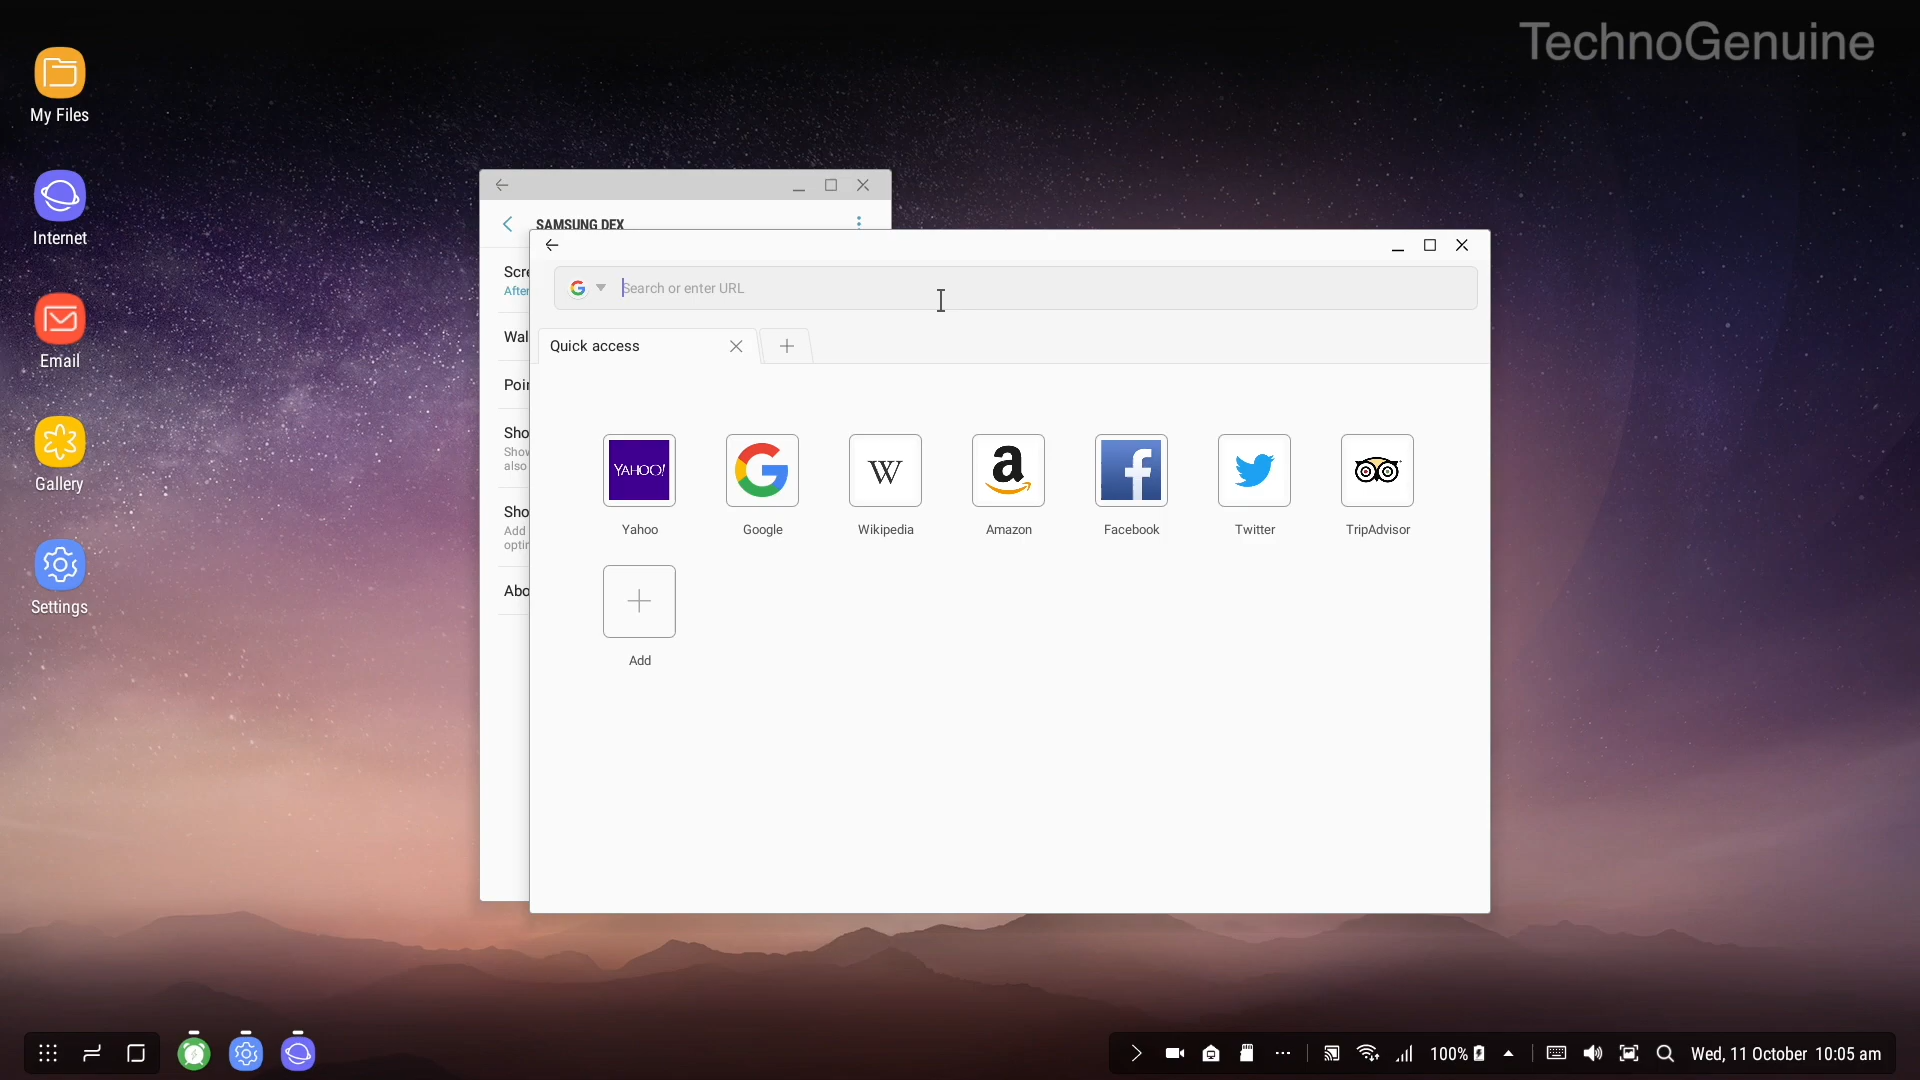 TechnoGenuine
My Files
Internet
Email
Gallery
Settings
SAMSUNG DEX
Scre
After
Wal
Poin
Sho
Show
also
Sho
Add
optin
Abo
Search or enter URL
Quick access
YAHOO!
W
a
f
Yahoo
Google
Wikipedia
Amazon
Facebook
Twitter
TripAdvisor
Add
100%
Wed, 11 October 10:05 am